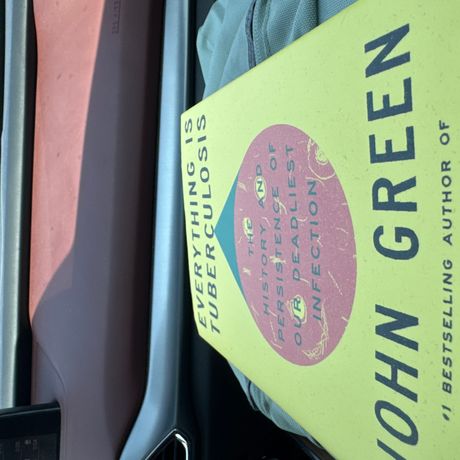 EVERYTHING IS
TUBERCULOSIS
THE
HISTORY AND
PERSISTENCE OF
OUR DEADLIEST
INFECTION
JOHN GREEN
#1 BESTSELLING AUTHOR OF